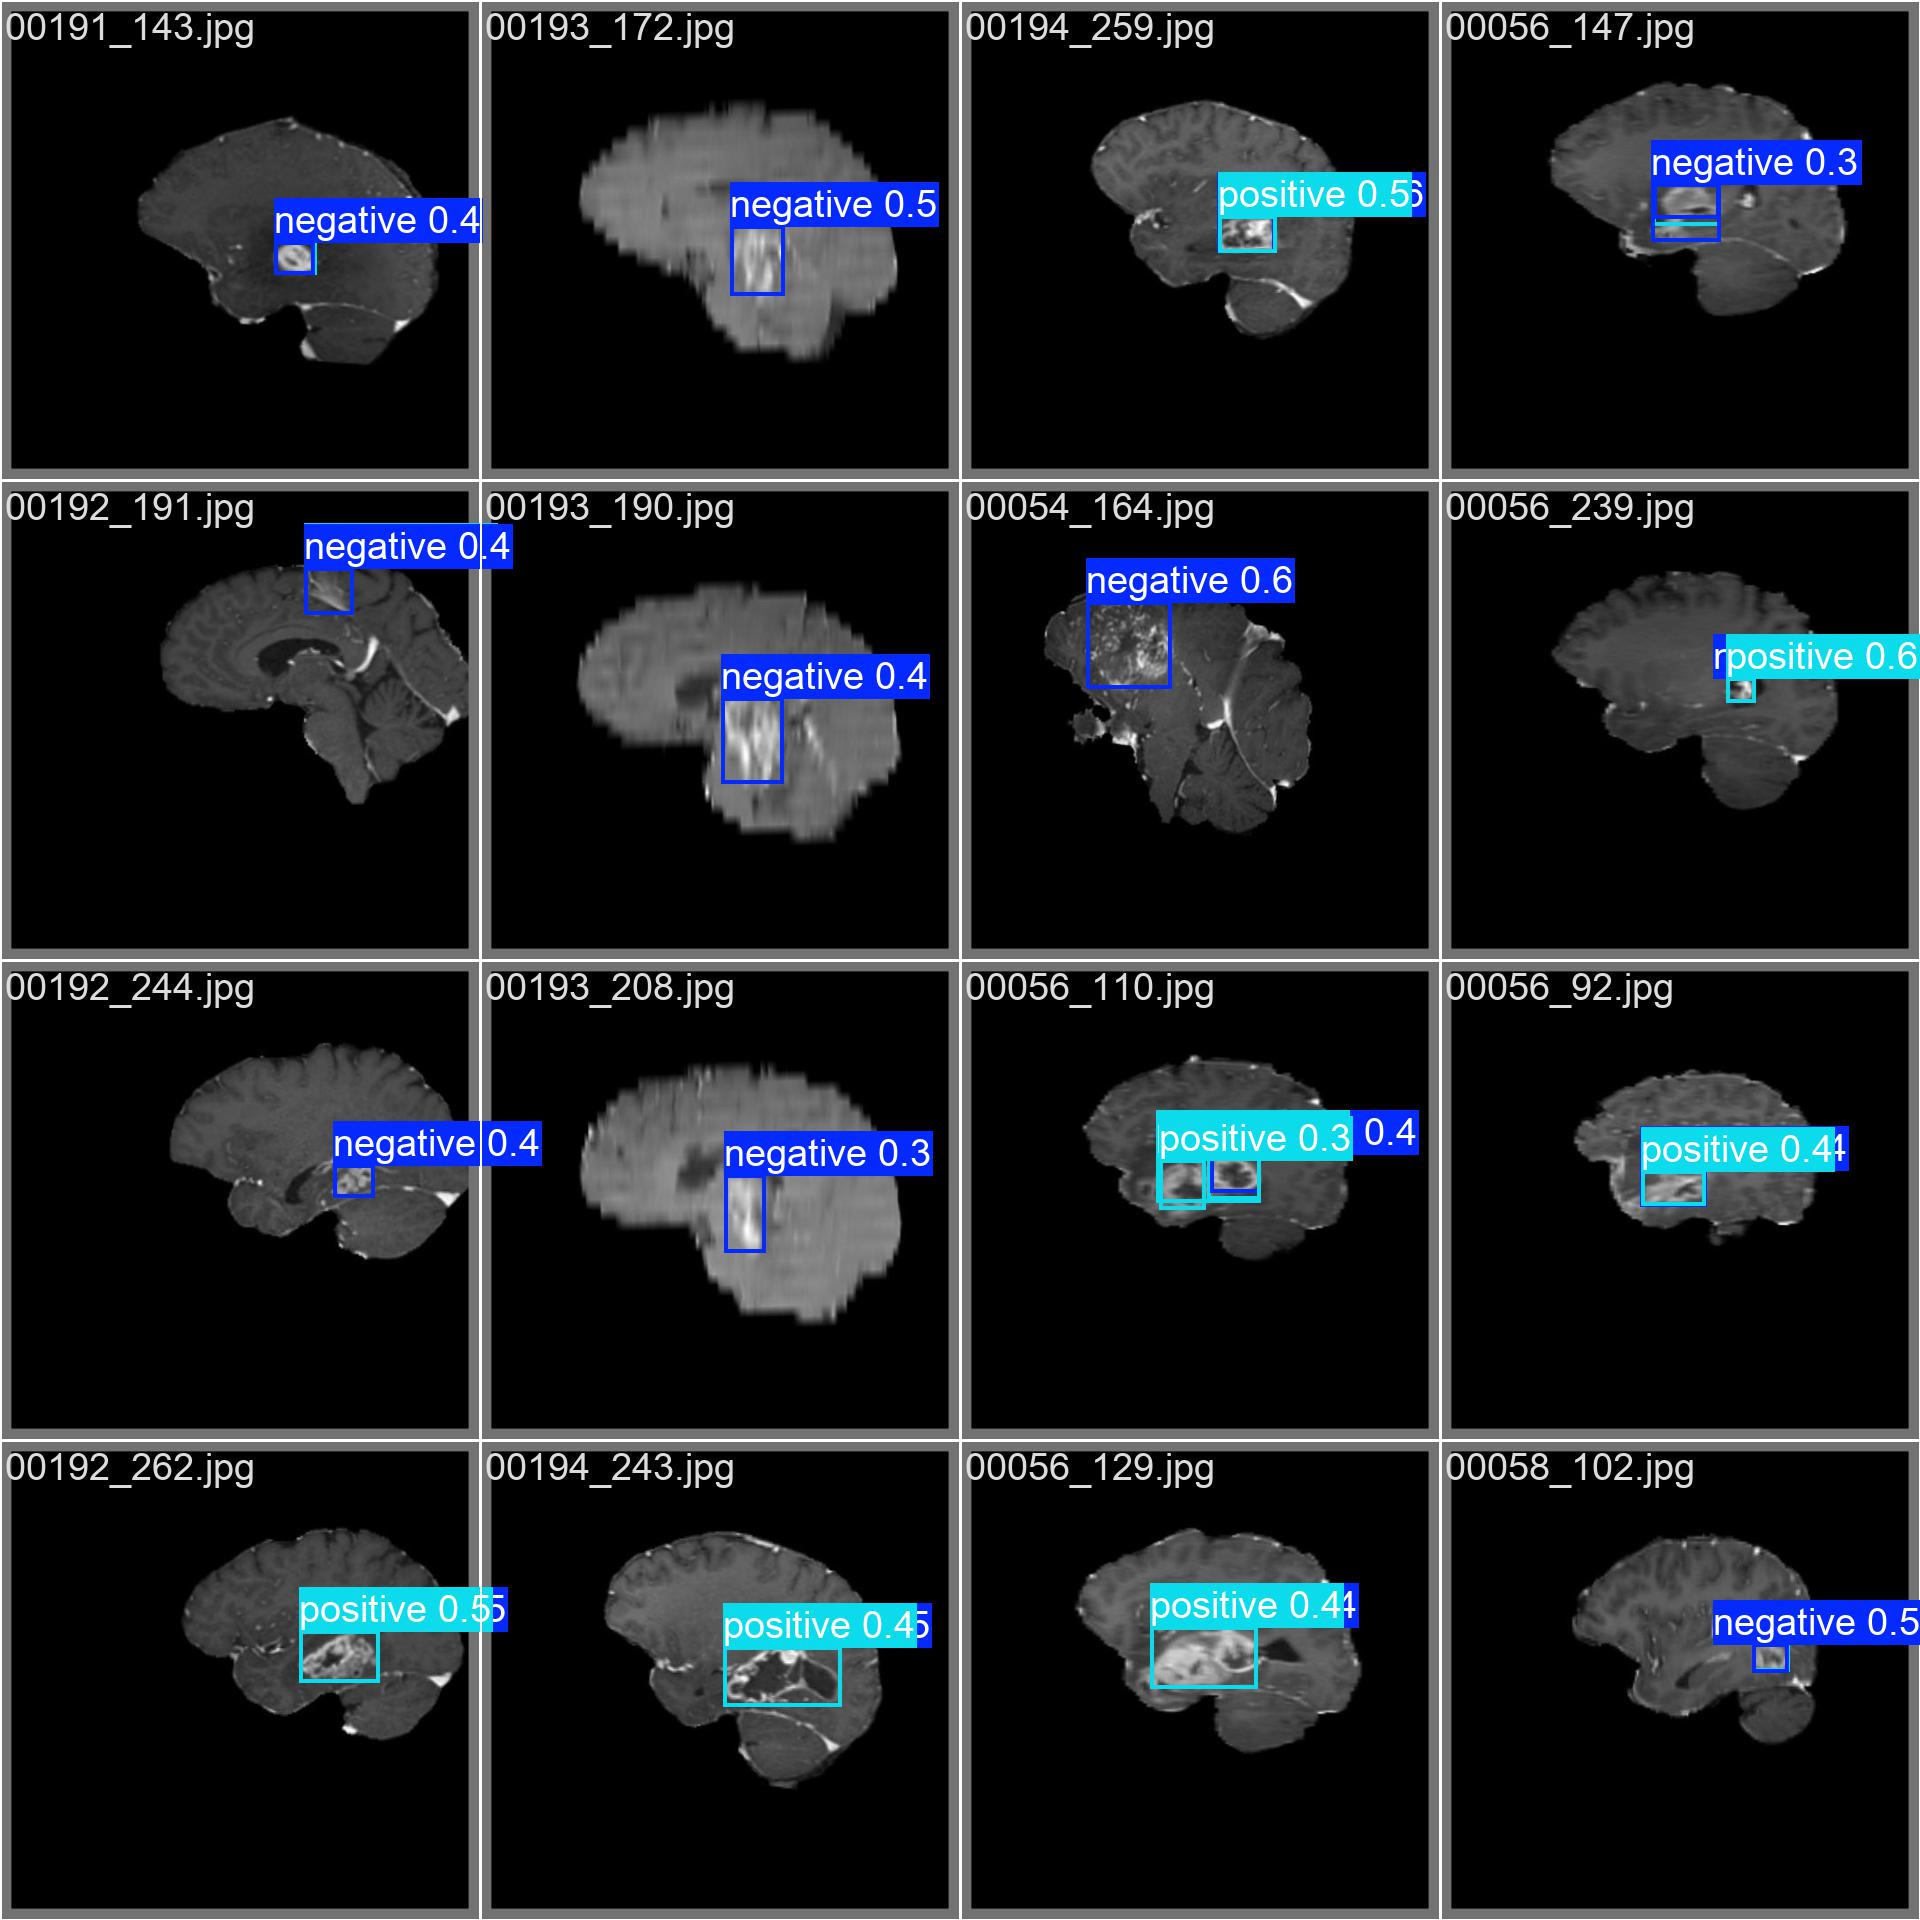 00191_143.jpg
negative 0.4
00193_172.jpg
negative 0.5
00194_259.jpg
positive 0.5
00056_147.jpg
negative 0.3
00192_191.jpg
negative 0.4
00193_190.jpg
negative 0.4
00054_164.jpg
negative 0.6
00056_239.jpg
positive 0.6
00192_244.jpg
negative 0.4
00193_208.jpg
negative 0.3
00056_110.jpg
positive 0.3 0.4
00056_92.jpg
positive 0.4
00192_262.jpg
positive 0.5
00194_243.jpg
positive 0.4
00056_129.jpg
positive 0.4
00058_102.jpg
negative 0.5